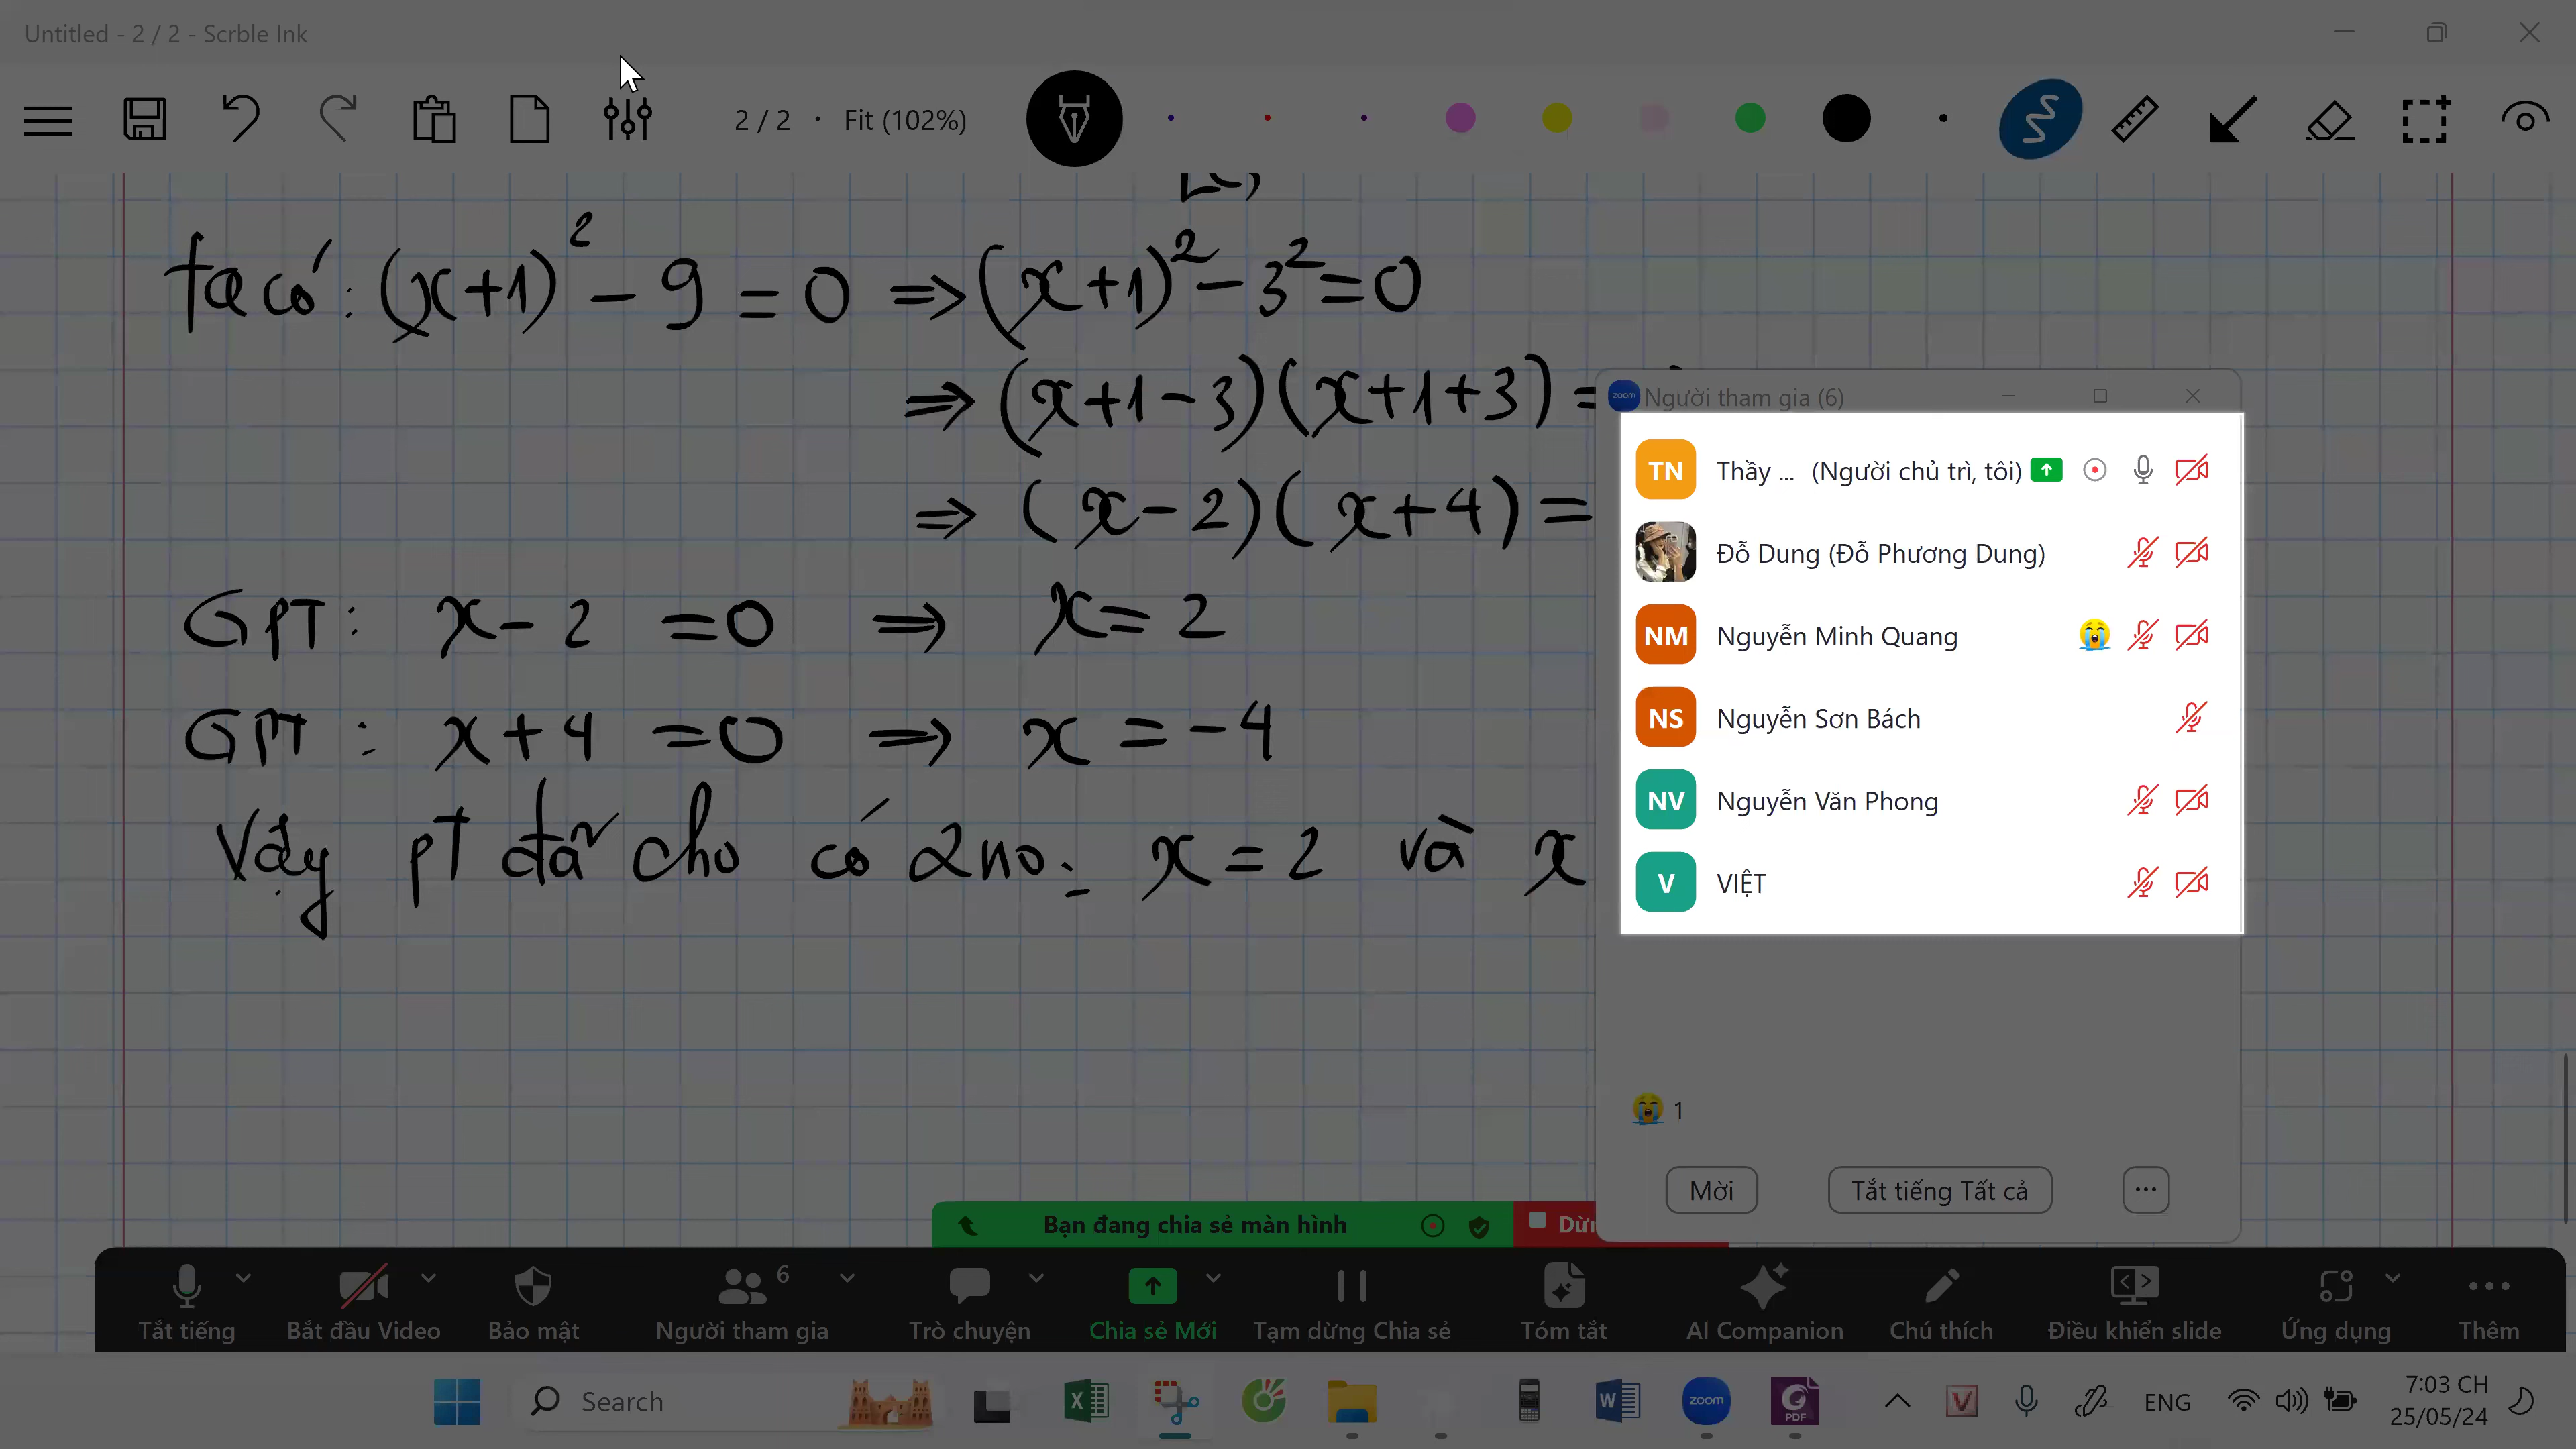 Untitled - 2 / 2 - Scrble Ink
2 / 2 · Fit (102%)
Ta có: (x+1)² - 9 = 0 ⇒ (x+1)² - 3² = 0
⇒ (x+1-3)(x+1+3) =
⇒ (x-2)(x+4) =
GPT: x-2 = 0 ⇒ x = 2
GPT: x+4 = 0 ⇒ x = -4
Vậy pT đã cho có 2 no: x = 2 và x
zoom Người tham gia (6)
TN Thầy ... (Người chủ trì, tôi)
Đỗ Dung (Đỗ Phương Dung)
NM Nguyễn Minh Quang
NS Nguyễn Sơn Bách
NV Nguyễn Văn Phong
V VIỆT
1
Mời Tắt tiếng Tất cả ...
Bạn đang chia sẻ màn hình
6
Tắt tiếng Bắt đầu Video Bảo mật Người tham gia Trò chuyện Chia sẻ Mới Tạm dừng Chia sẻ Tóm tắt AI Companion Chú thích Điều khiển slide Ứng dụng Thêm
Search zoom PDF ENG 7:03 CH
25/05/24